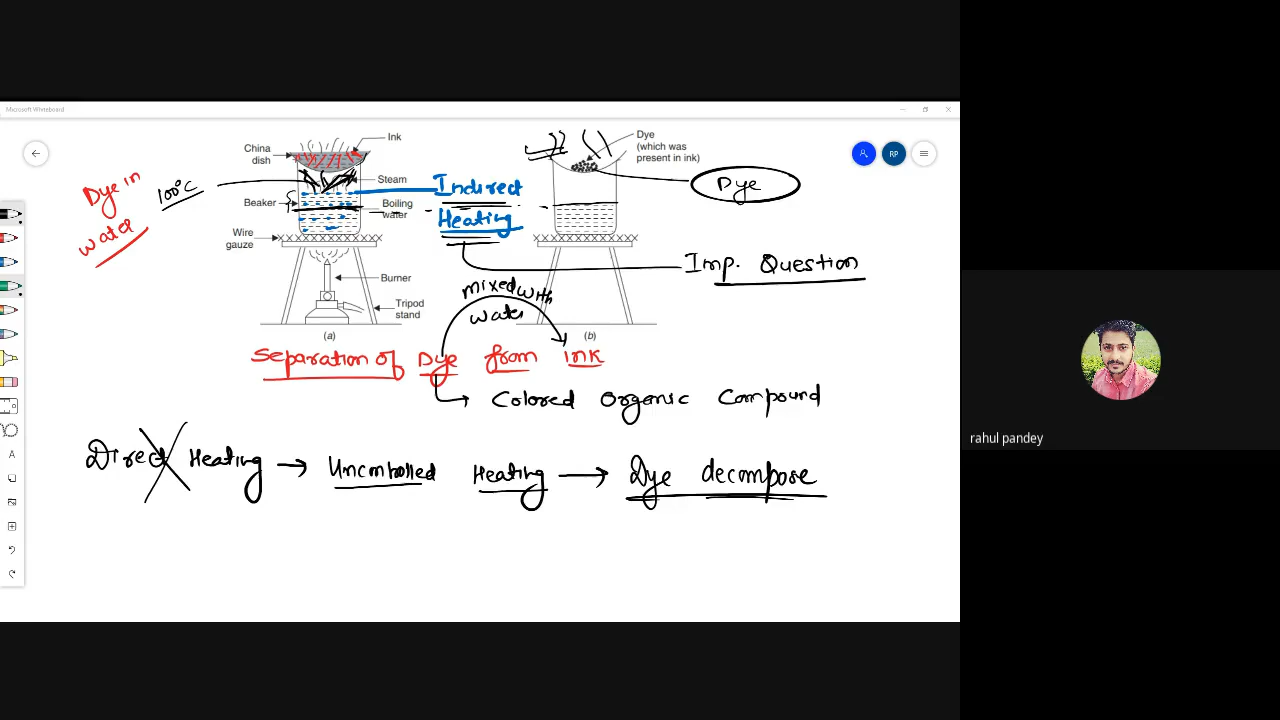 Microsoft Whiteboard
Ink
China
dish
Dye
(which was
present in ink)
RP
Dye in
water
100°C
Steam
Indirect
Heating
Dye
Beaker
Boiling
water
Wire
gauze
Imp. Question
Burner
mixed with
water
Tripod
stand
(a)
(b)
Separation of Dye from Ink
Colored Organic Compound
Direct Heating → Uncontrolled Heating → Dye decompose
A
rahul pandey